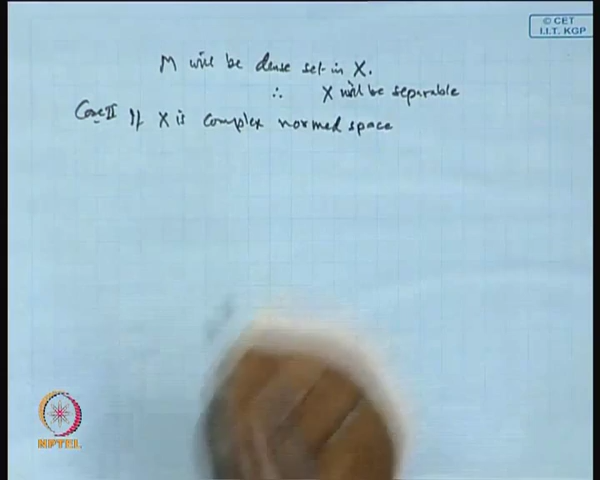 © CET
I.I.T. KGP
M will be dense set in X.
∴ X will be separable
Case II If X is complex normed space
NPTEL